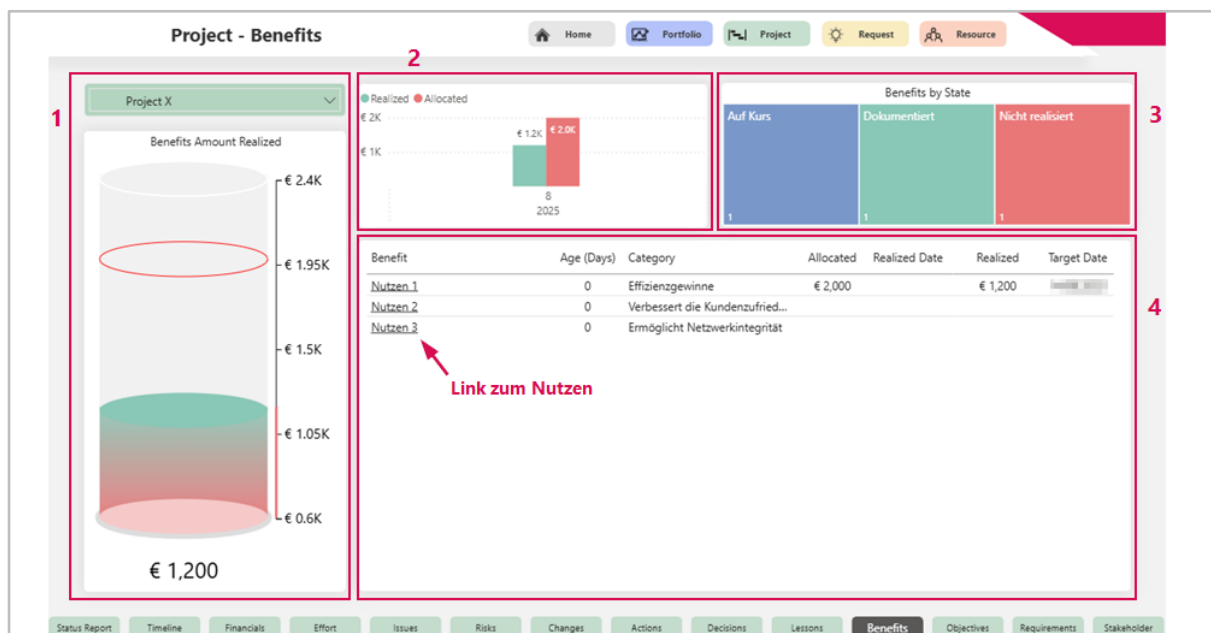 Project - Benefits
Home
Portfolio
Project
Request
Resource
1
Project X
Benefits Amount Realized
€ 2.4K
€ 1.95K
€ 1.5K
€ 1.05K
€ 0.6K
€ 1,200
2
Realized Allocated
€ 2K
€ 1K
€ 1.2K € 2.0K
8
2025
3
Benefits by State
Auf Kurs Dokumentiert Nicht realisiert
1 1 1
4
Benefit Age (Days) Category Allocated Realized Date Realized Target Date
Nutzen 1 0 Effizienzgewinne € 2,000 € 1,200
Nutzen 2 0 Verbessert die Kundenzufried...
Nutzen 3 0 Ermöglicht Netzwerkintegrität
Link zum Nutzen
Status Report Timeline Financials Effort Issues Risks Changes Actions Decisions Lessons Benefits Objectives Requirements Stakeholder